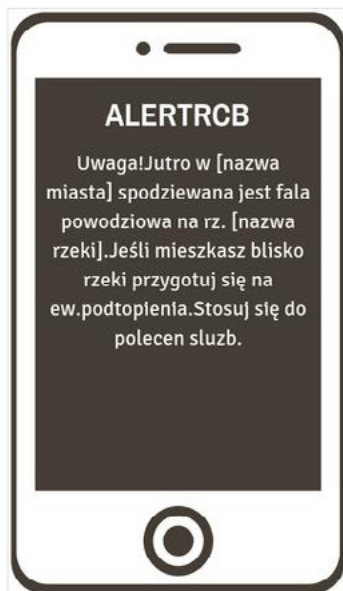 ALERTRCB
Uwaga!Jutro w [nazwa
miasta] spodziewana jest fala
powodziowa na rz. [nazwa
rzeki].Jeśli mieszkasz blisko
rzeki przygotuj się na
ew.podtopienia.Stosuj się do
polecen sluzb.